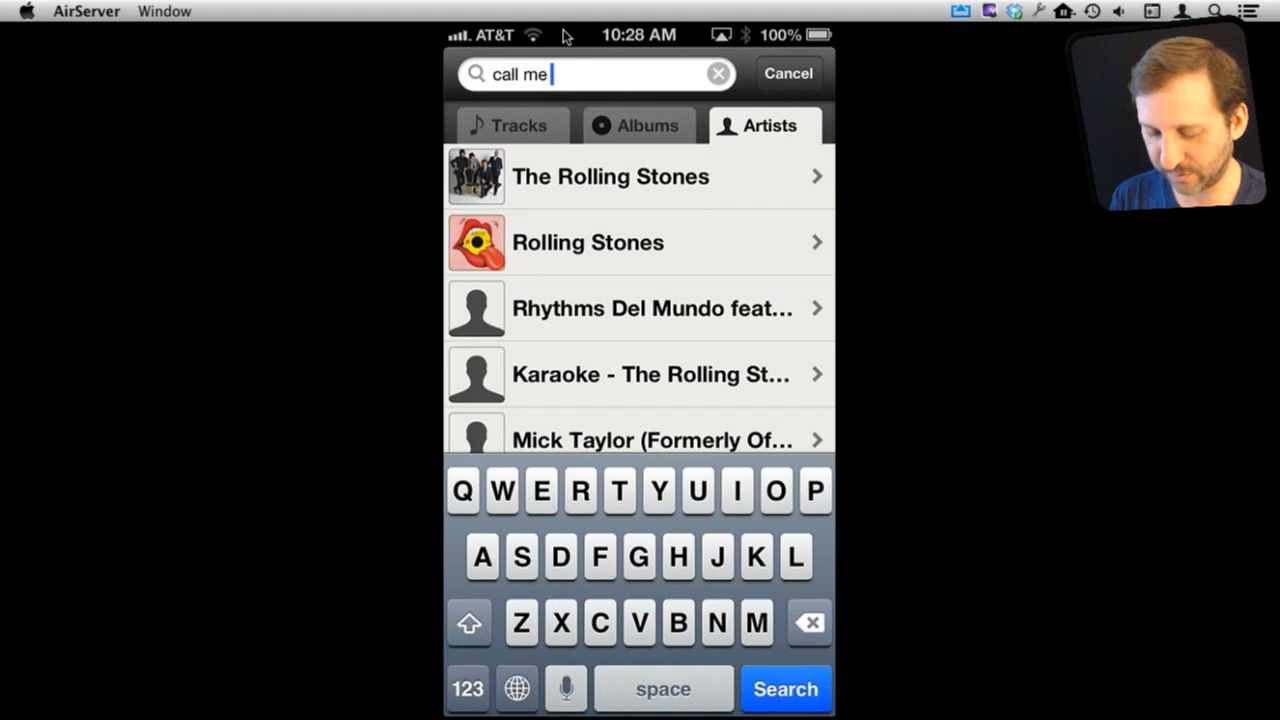 AirServer Window
AT&T 10:28 AM 100%
call me Cancel
Tracks Albums Artists
The Rolling Stones
Rolling Stones
Rhythms Del Mundo feat...
Karaoke - The Rolling St...
Mick Taylor (Formerly Of...
Q W E R T Y U I O P
A S D F G H J K L
Z X C V B N M
123 space Search